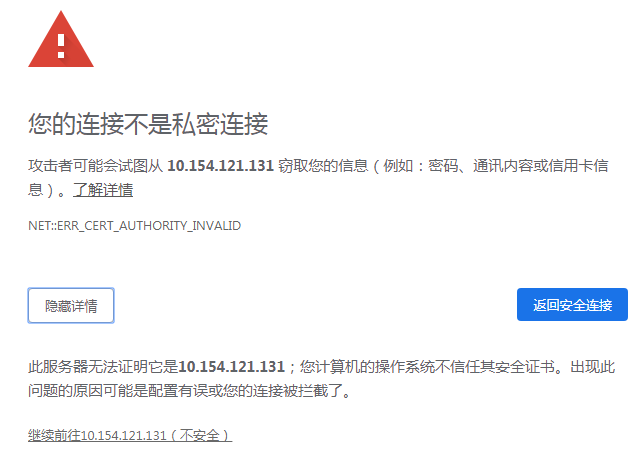 您的连接不是私密连接
攻击者可能会试图从 10.154.121.131 窃取您的信息（例如：密码、通讯内容或信用卡信
息）。了解详情
NET::ERR_CERT_AUTHORITY_INVALID
隐藏详情
返回安全连接
此服务器无法证明它是10.154.121.131；您计算机的操作系统不信任其安全证书。出现此
问题的原因可能是配置有误或您的连接被拦截了。
继续前往10.154.121.131（不安全）